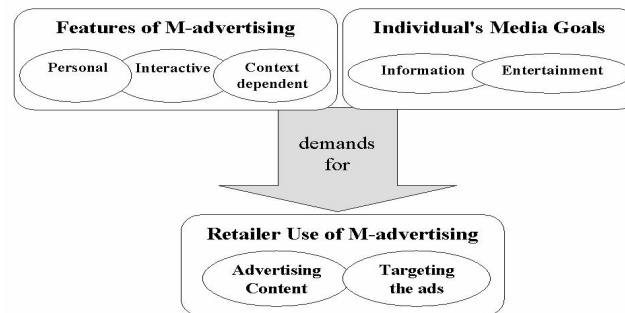 Features of M-advertising
Personal
Interactive
Context
dependent
Individual's Media Goals
Information
Entertainment
demands
for
Retailer Use of M-advertising
Advertising
Content
Targeting
the ads